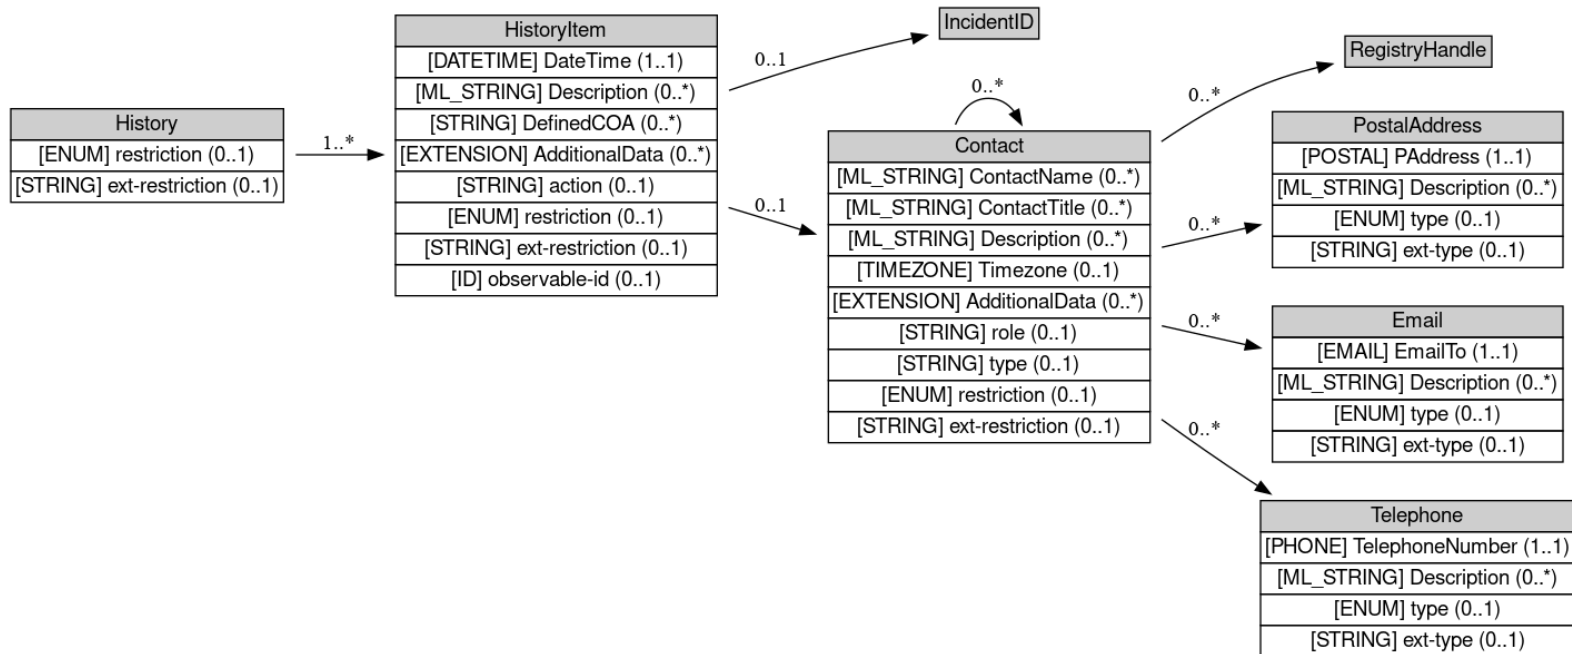 History
[ENUM] restriction (0..1)
[STRING] ext-restriction (0..1)
1..*
HistoryItem
[DATETIME] DateTime (1..1)
[ML_STRING] Description (0..*)
[STRING] DefinedCOA (0..*)
[EXTENSION] AdditionalData (0..*)
[STRING] action (0..1)
[ENUM] restriction (0..1)
[STRING] ext-restriction (0..1)
[ID] observable-id (0..1)
0..1
IncidentID
0..1
0..*
Contact
[ML_STRING] ContactName (0..*)
[ML_STRING] ContactTitle (0..*)
[ML_STRING] Description (0..*)
[TIMEZONE] Timezone (0..1)
[EXTENSION] AdditionalData (0..*)
[STRING] role (0..1)
[STRING] type (0..1)
[ENUM] restriction (0..1)
[STRING] ext-restriction (0..1)
0..*
RegistryHandle
0..*
PostalAddress
[POSTAL] PAddress (1..1)
[ML_STRING] Description (0..*)
[ENUM] type (0..1)
[STRING] ext-type (0..1)
0..*
Email
[EMAIL] EmailTo (1..1)
[ML_STRING] Description (0..*)
[ENUM] type (0..1)
[STRING] ext-type (0..1)
0..*
Telephone
[PHONE] TelephoneNumber (1..1)
[ML_STRING] Description (0..*)
[ENUM] type (0..1)
[STRING] ext-type (0..1)